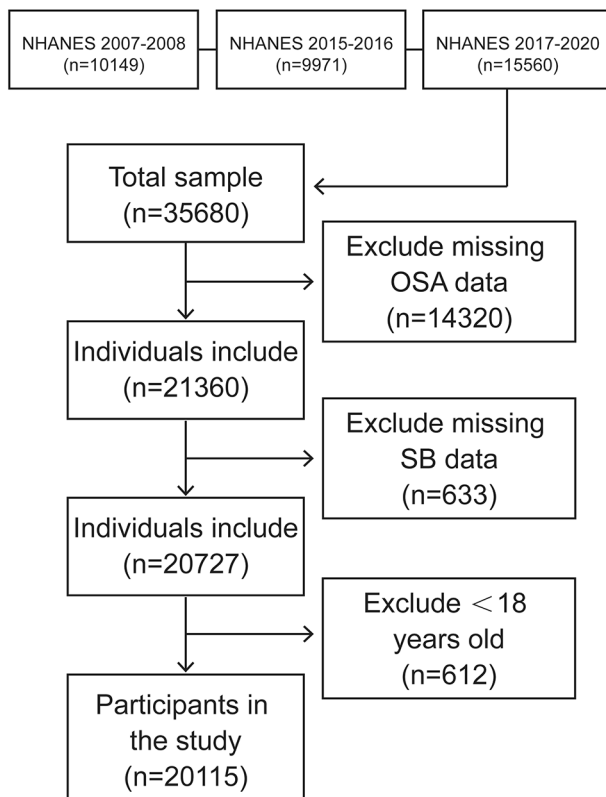 NHANES 2007-2008
(n=10149)
NHANES 2015-2016
(n=9971)
NHANES 2017-2020
(n=15560)
Total sample
(n=35680)
Exclude missing
OSA data
(n=14320)
Individuals include
(n=21360)
Exclude missing
SB data
(n=633)
Individuals include
(n=20727)
Exclude <18
years old
(n=612)
Participants in
the study
(n=20115)